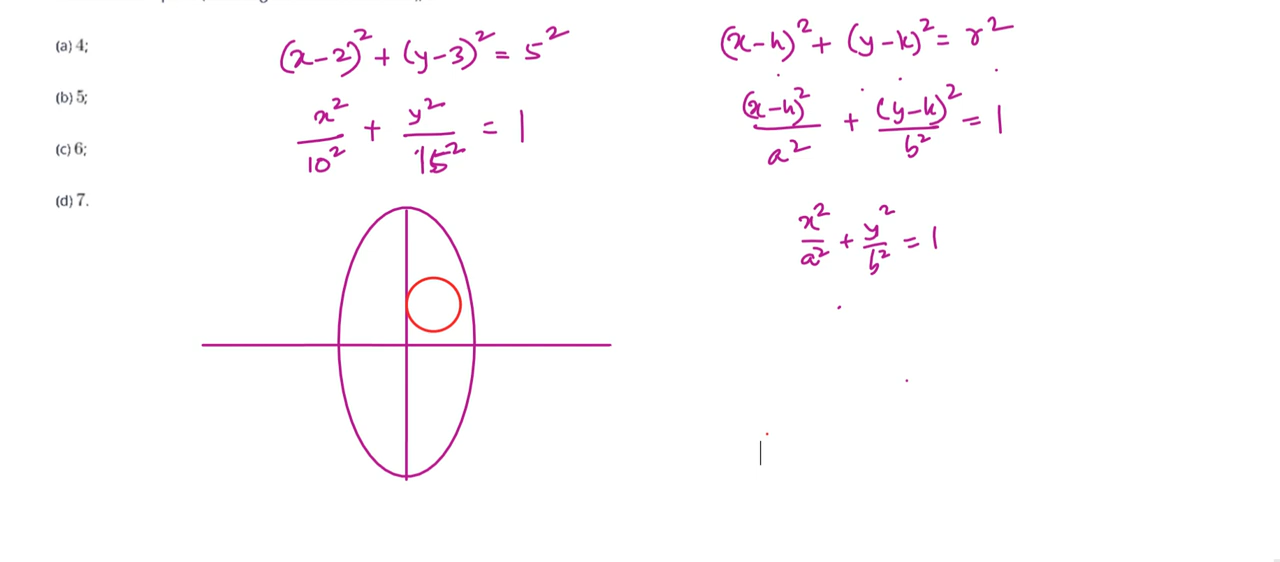 (a) 4;
(x-2)² + (y-3)² = 5²
(x-h)² + (y-k)² = r²
(b) 5;
x²/10² + y²/15² = 1
(x-h)²/a² + (y-k)²/b² = 1
(c) 6;
(d) 7.
x²/a² + y²/b² = 1